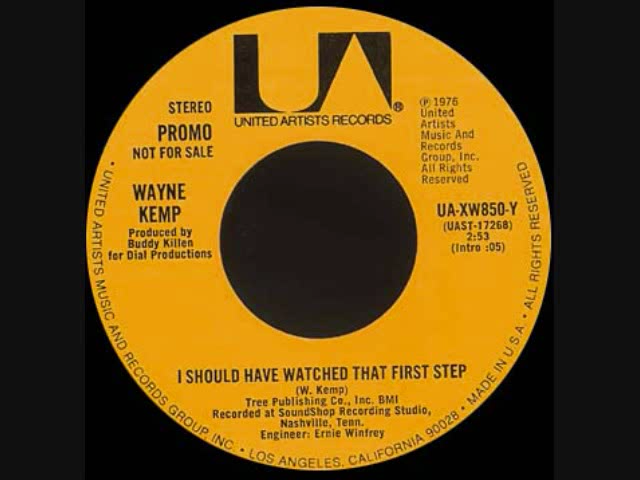 UA
®
UNITED ARTISTS RECORDS
STEREO
PROMO
NOT FOR SALE
℗ 1976
United
Artists
Music And
Records
Group, Inc.
All Rights
Reserved
WAYNE
KEMP
Produced by
Buddy Killen
for Dial Productions
UA-XW850-Y
(UAST-17268)
2:53
(Intro :05)
I SHOULD HAVE WATCHED THAT FIRST STEP
(W. Kemp)
Tree Publishing Co., Inc. BMI
Recorded at SoundShop Recording Studio,
Nashville, Tenn.
Engineer: Ernie Winfrey
• UNITED ARTISTS MUSIC AND RECORDS GROUP, INC. • LOS ANGELES, CALIFORNIA 90028 • MADE IN U.S.A. • ALL RIGHTS RESERVED